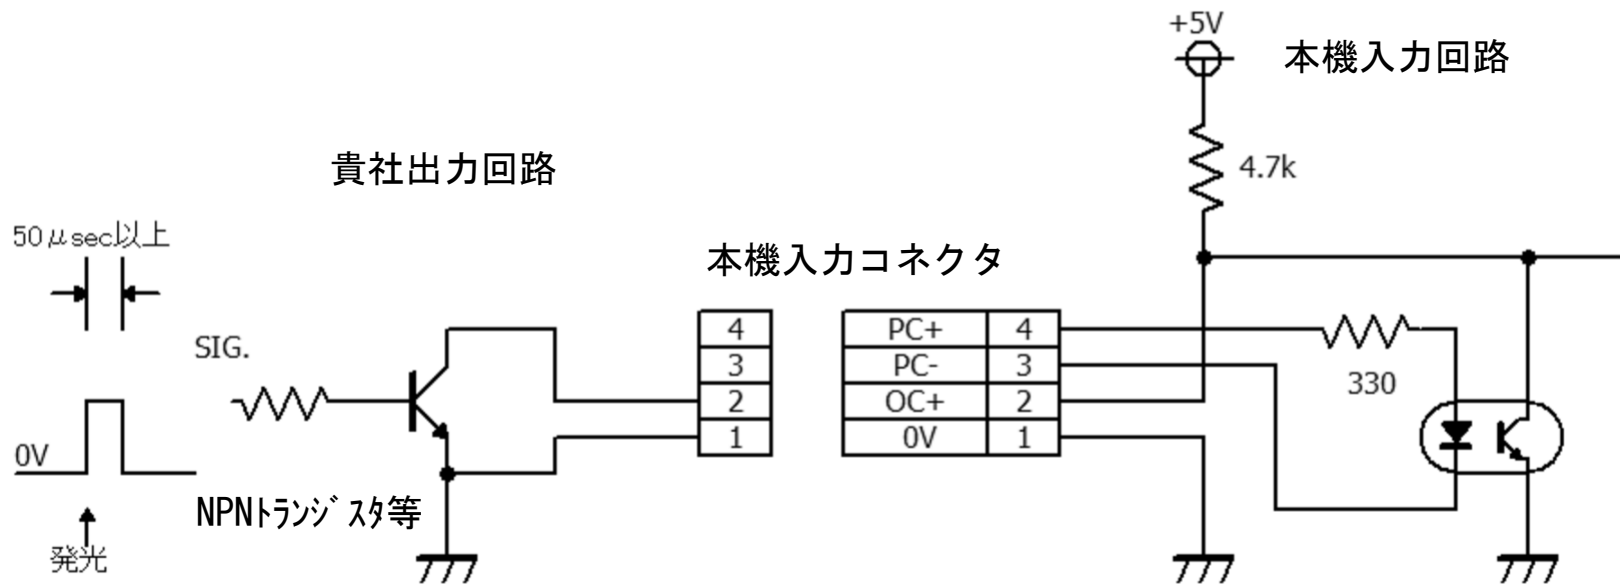 +5V
本機入力回路
貴社出力回路
4.7k
50μsec以上
本機入力コネクタ
SIG.
4
3
2
1
PC+ 4
PC- 3
OC+ 2
0V 1
330
0V
NPNトランジスタ等
発光